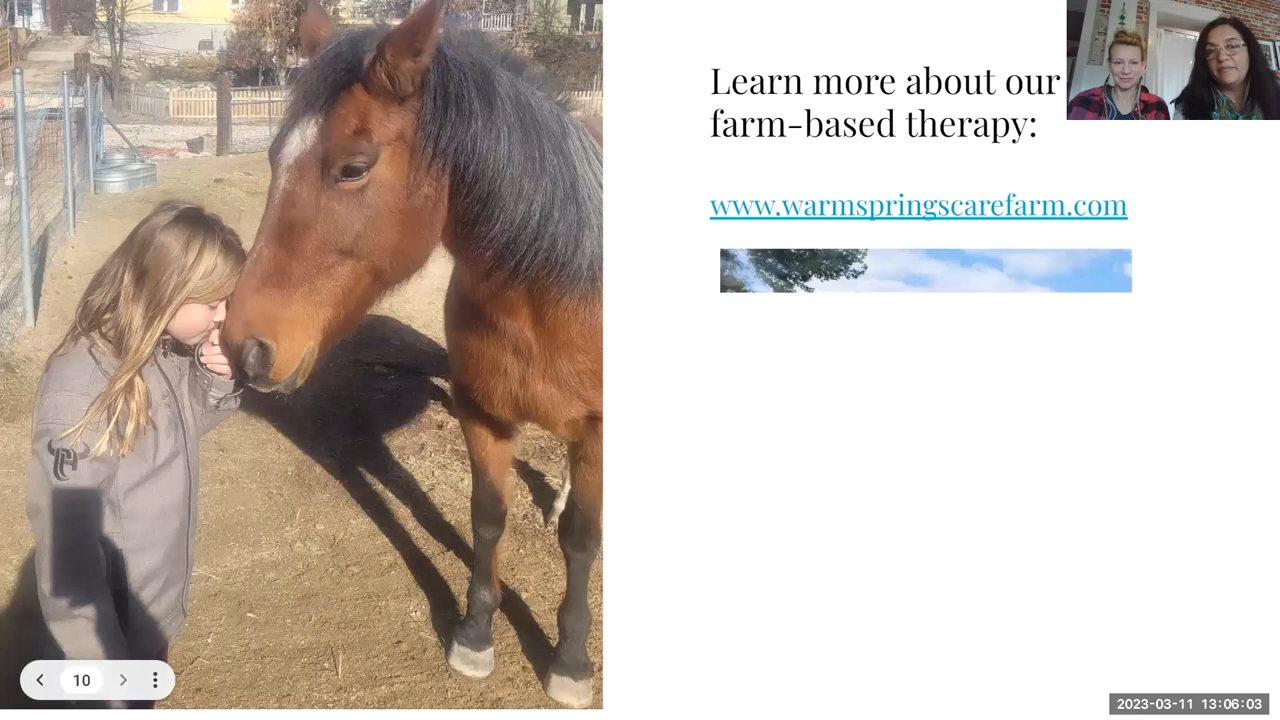 Learn more about our
farm-based therapy:
www.warmspringscarefarm.com
10
2023-03-11 13:06:03